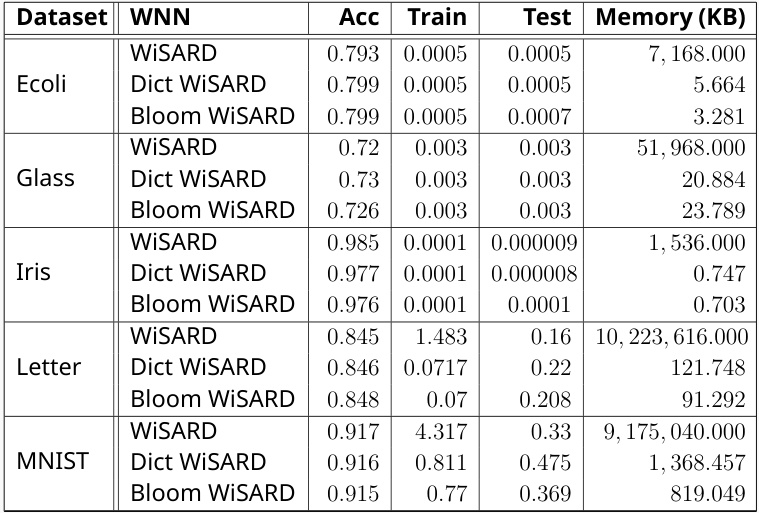 Dataset WNN Acc Train Test Memory (KB)
WiSARD 0.793 0.0005 0.0005 7,168.000
Ecoli Dict WiSARD 0.799 0.0005 0.0005 5.664
Bloom WiSARD 0.799 0.0005 0.0007 3.281
WiSARD 0.72 0.003 0.003 51,968.000
Glass Dict WiSARD 0.73 0.003 0.003 20.884
Bloom WiSARD 0.726 0.003 0.003 23.789
WiSARD 0.985 0.0001 0.000009 1,536.000
Iris Dict WiSARD 0.977 0.0001 0.000008 0.747
Bloom WiSARD 0.976 0.0001 0.0001 0.703
WiSARD 0.845 1.483 0.16 10,223,616.000
Letter Dict WiSARD 0.846 0.0717 0.22 121.748
Bloom WiSARD 0.848 0.07 0.208 91.292
WiSARD 0.917 4.317 0.33 9,175,040.000
MNIST Dict WiSARD 0.916 0.811 0.475 1,368.457
Bloom WiSARD 0.915 0.77 0.369 819.049